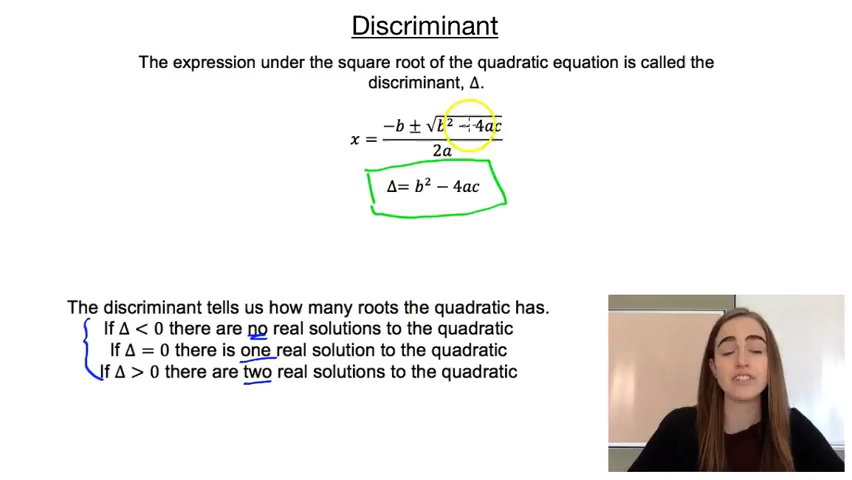 Discriminant
The expression under the square root of the quadratic equation is called the
discriminant, Δ.
x = (−b ± √(b² − 4ac)) / 2a
Δ= b² − 4ac
The discriminant tells us how many roots the quadratic has.
If Δ < 0 there are no real solutions to the quadratic
If Δ = 0 there is one real solution to the quadratic
If Δ > 0 there are two real solutions to the quadratic